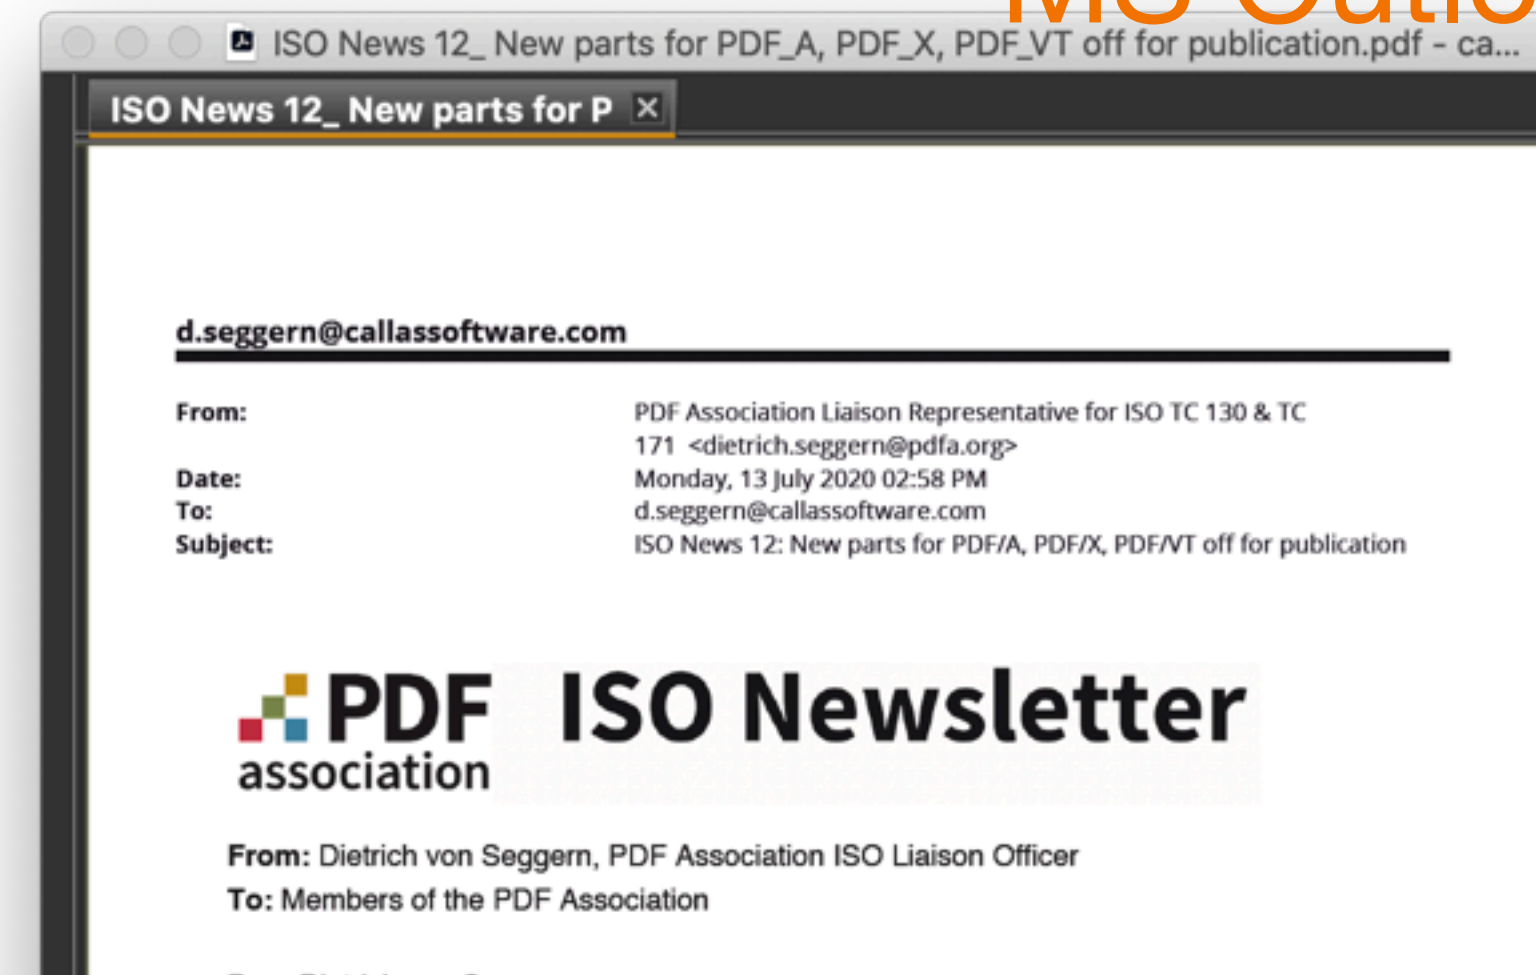 MS Outlo
ISO News 12_ New parts for PDF_A, PDF_X, PDF_VT off for publication.pdf - ca...
ISO News 12_ New parts for P
d.seggern@callassoftware.com
From: PDF Association Liaison Representative for ISO TC 130 & TC
171 <dietrich.seggern@pdfa.org>
Date: Monday, 13 July 2020 02:58 PM
To: d.seggern@callassoftware.com
Subject: ISO News 12: New parts for PDF/A, PDF/X, PDF/VT off for publication
PDF ISO Newsletter
association
From: Dietrich von Seggern, PDF Association ISO Liaison Officer
To: Members of the PDF Association